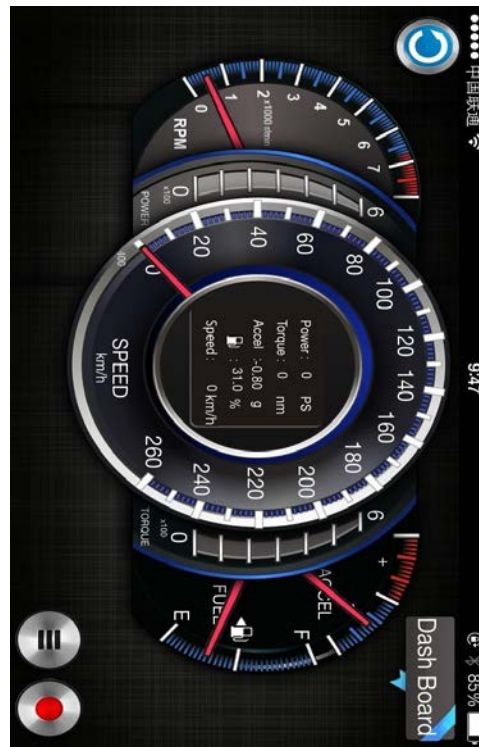 中国联通
9:47
85%
Dash Board
0
1
2
3
4
5
6
7
x1000 r/min
RPM
POWER
x100
0
6
0
20
40
60
80
100
120
140
160
180
200
220
240
260
SPEED
km/h
Power : 0 PS
Torque : 0 nm
Accel :-0.80 g
: 31.0 %
Speed : 0 km/h
TORQUE
x100
0
6
+
ACCEL
FUEL
E
F